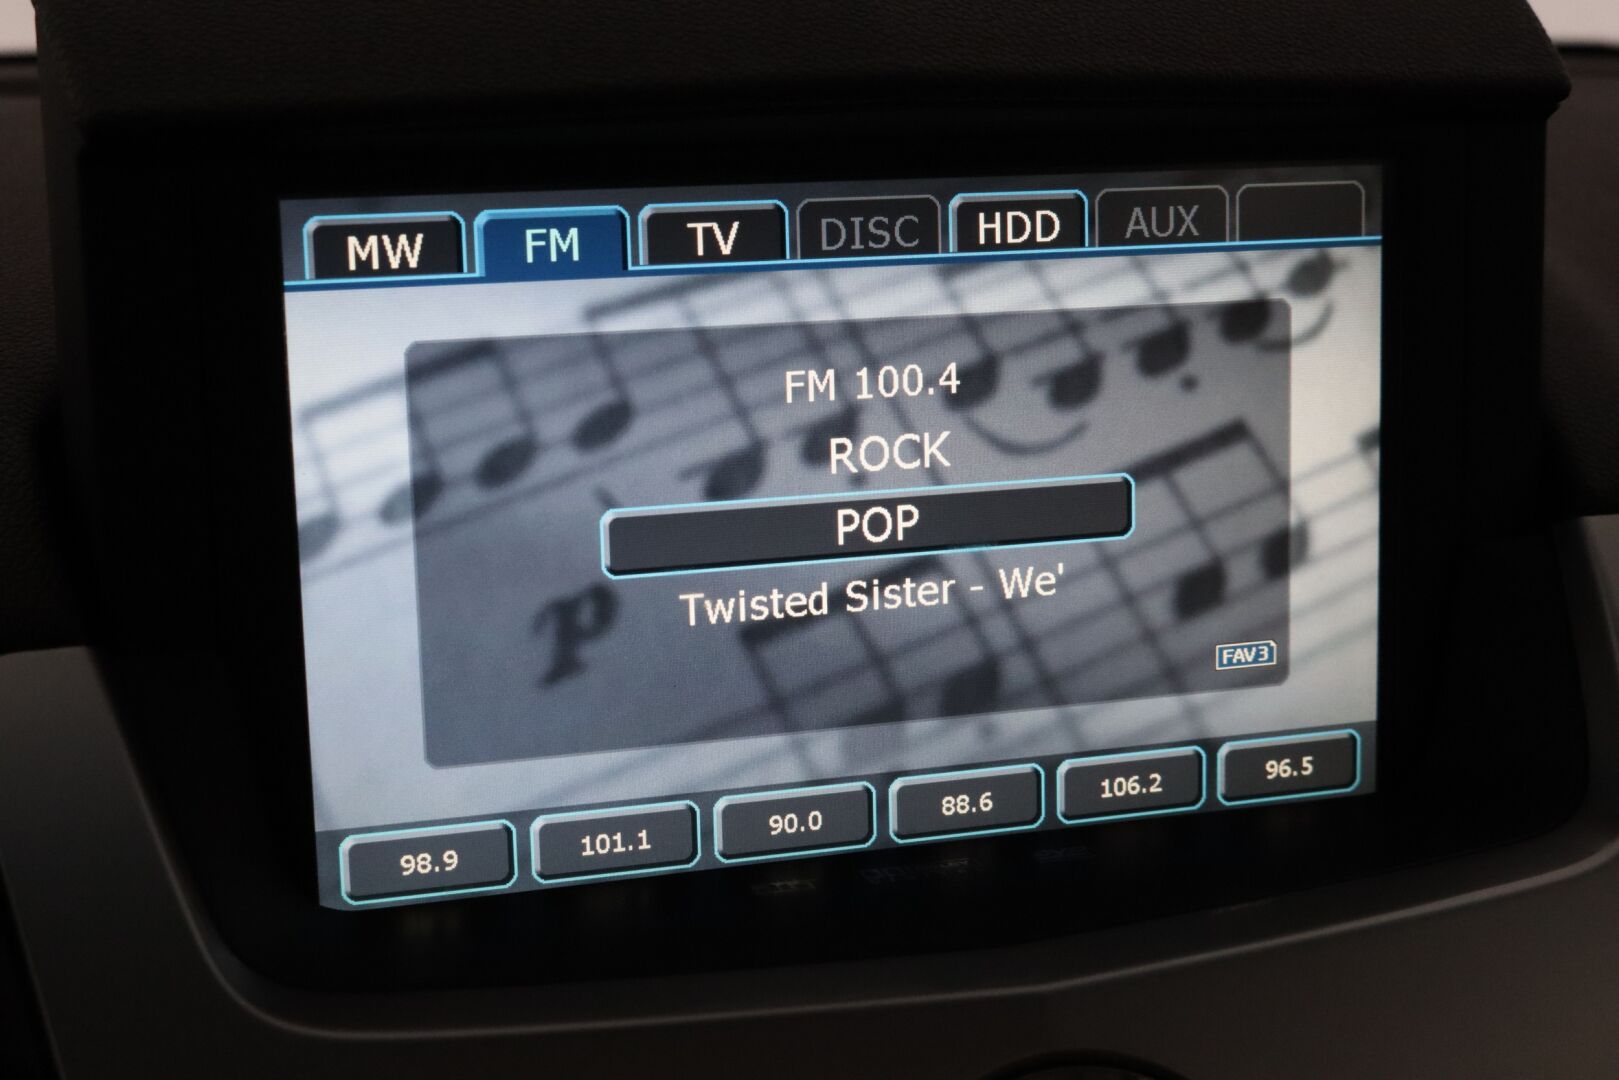 MW FM TV DISC HDD AUX
FM 100.4
ROCK
POP
Twisted Sister - We'
p
FAV3
98.9 101.1 90.0 88.6 106.2 96.5